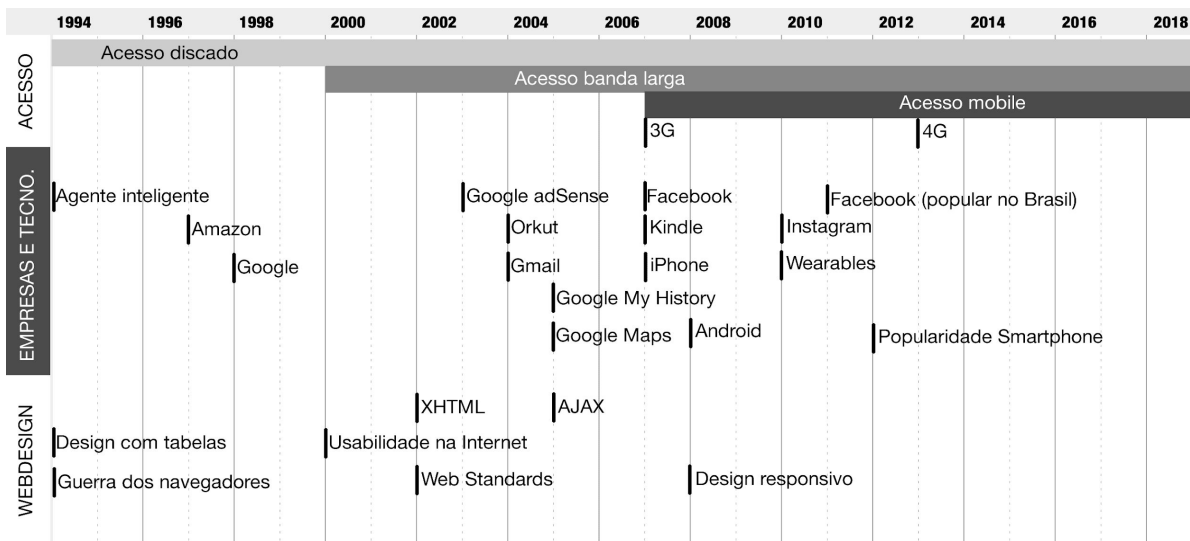 1994 1996 1998 2000 2002 2004 2006 2008 2010 2012 2014 2016 2018
ACESSO
Acesso discado
Acesso banda larga
Acesso mobile
3G 4G
EMPRESAS E TECNO.
Agente inteligente Google adSense Facebook Facebook (popular no Brasil)
Amazon Orkut Kindle Instagram
Google Gmail iPhone Wearables
Google My History
Google Maps Android Popularidade Smartphone
WEBDESIGN
XHTML AJAX
Design com tabelas Usabilidade na Internet
Guerra dos navegadores Web Standards Design responsivo